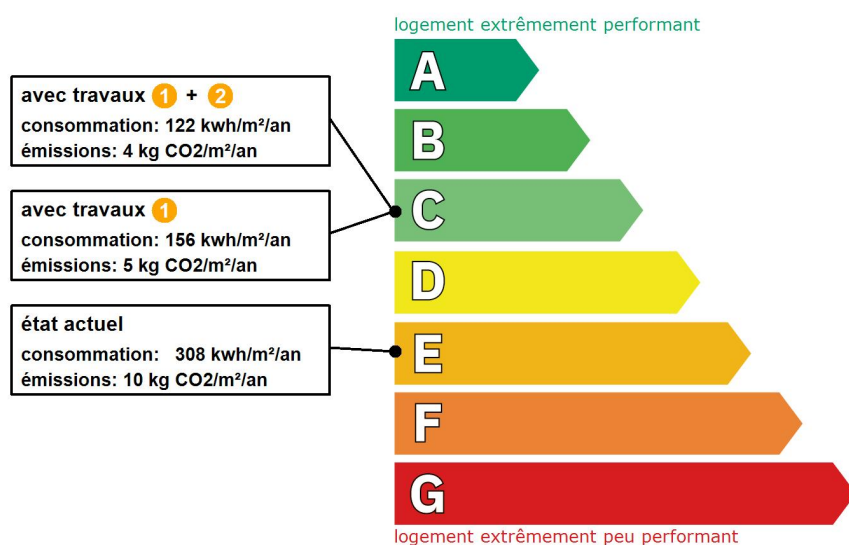 logement extrêmement performant
A
avec travaux 1 + 2
consommation: 122 kwh/m²/an
émissions: 4 kg CO2/m²/an
B
avec travaux 1
consommation: 156 kwh/m²/an
émissions: 5 kg CO2/m²/an
C
D
état actuel
consommation: 308 kwh/m²/an
émissions: 10 kg CO2/m²/an
E
F
G
logement extrêmement peu performant